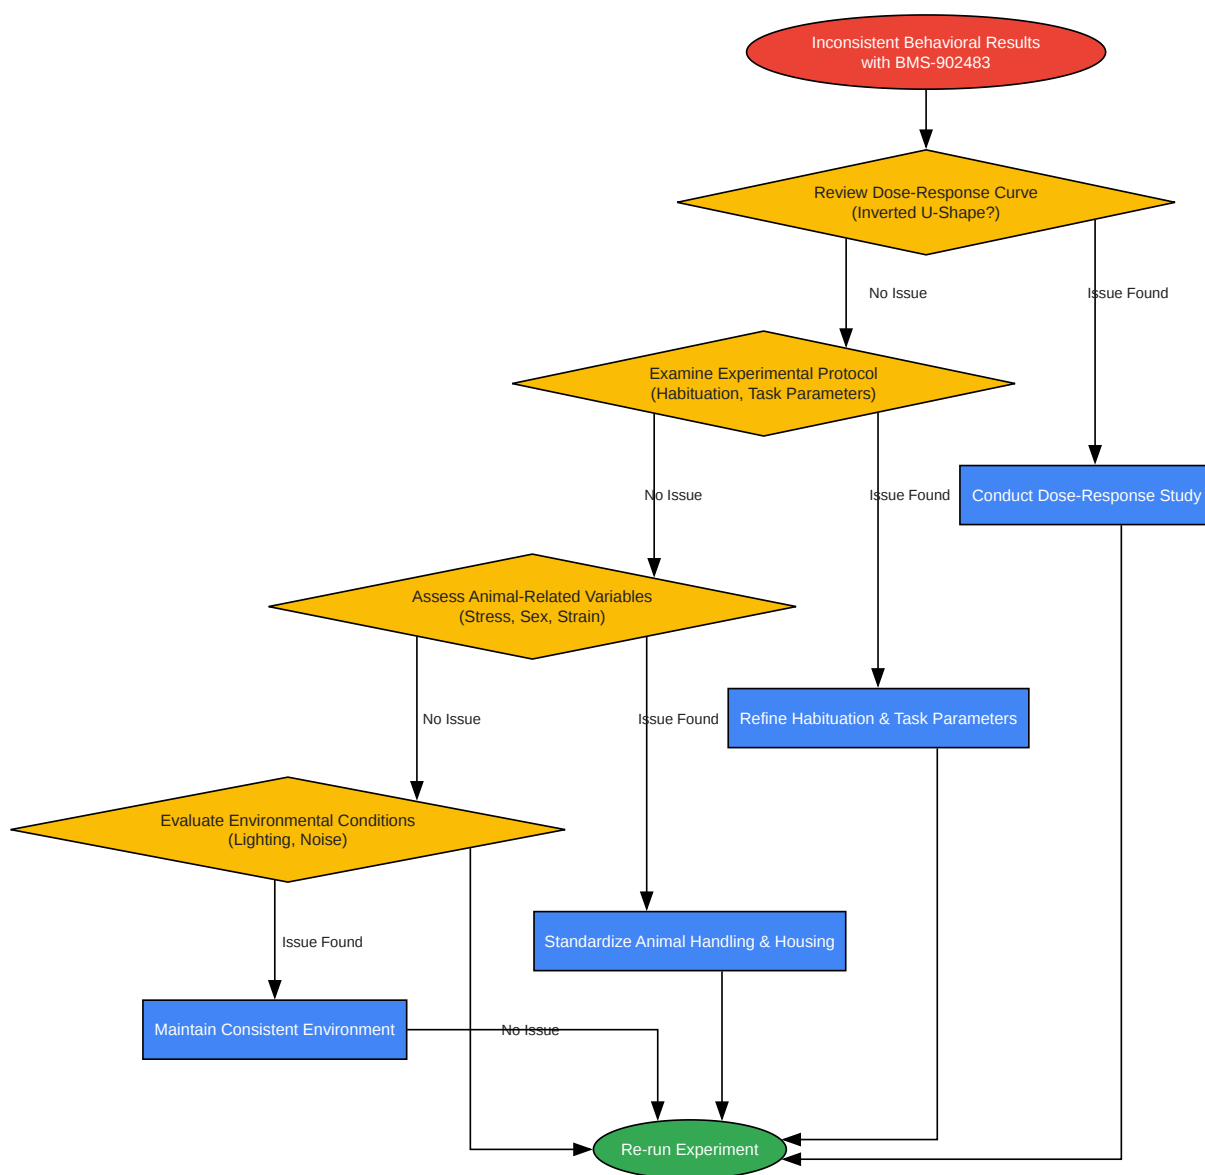 Inconsistent Behavioral Results
with BMS-902483
Review Dose-Response Curve
(Inverted U-Shape?)
No Issue
Issue Found
Examine Experimental Protocol
(Habituation, Task Parameters)
No Issue
Issue Found
Conduct Dose-Response Study
Assess Animal-Related Variables
(Stress, Sex, Strain)
No Issue
Issue Found
Refine Habituation & Task Parameters
Evaluate Environmental Conditions
(Lighting, Noise)
Issue Found
Standardize Animal Handling & Housing
Maintain Consistent Environment
No Issue
Re-run Experiment